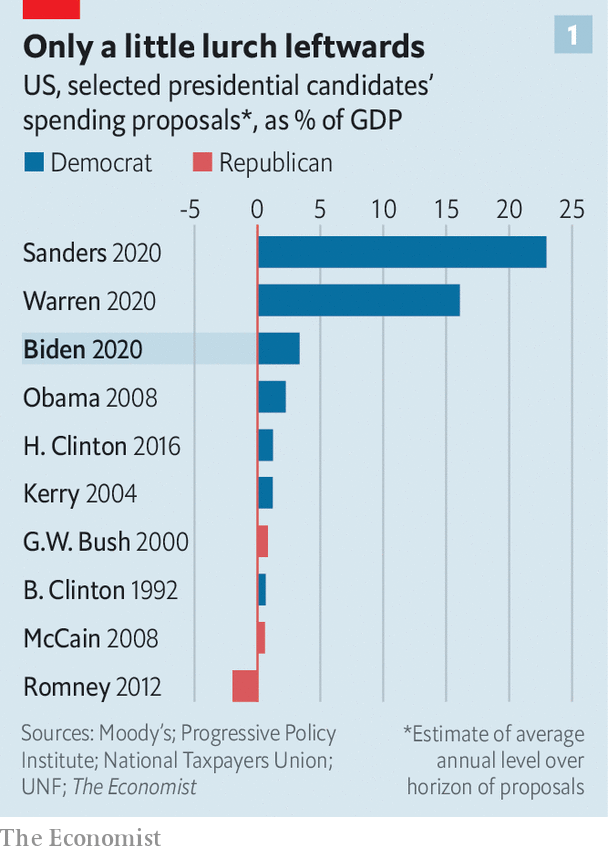 1
Only a little lurch leftwards
US, selected presidential candidates’
spending proposals*, as % of GDP
Democrat Republican
-5 0 5 10 15 20 25
Sanders 2020
Warren 2020
Biden 2020
Obama 2008
H. Clinton 2016
Kerry 2004
G.W. Bush 2000
B. Clinton 1992
McCain 2008
Romney 2012
Sources: Moody’s; Progressive Policy
Institute; National Taxpayers Union;
UNF; The Economist
*Estimate of average
annual level over
horizon of proposals
The Economist